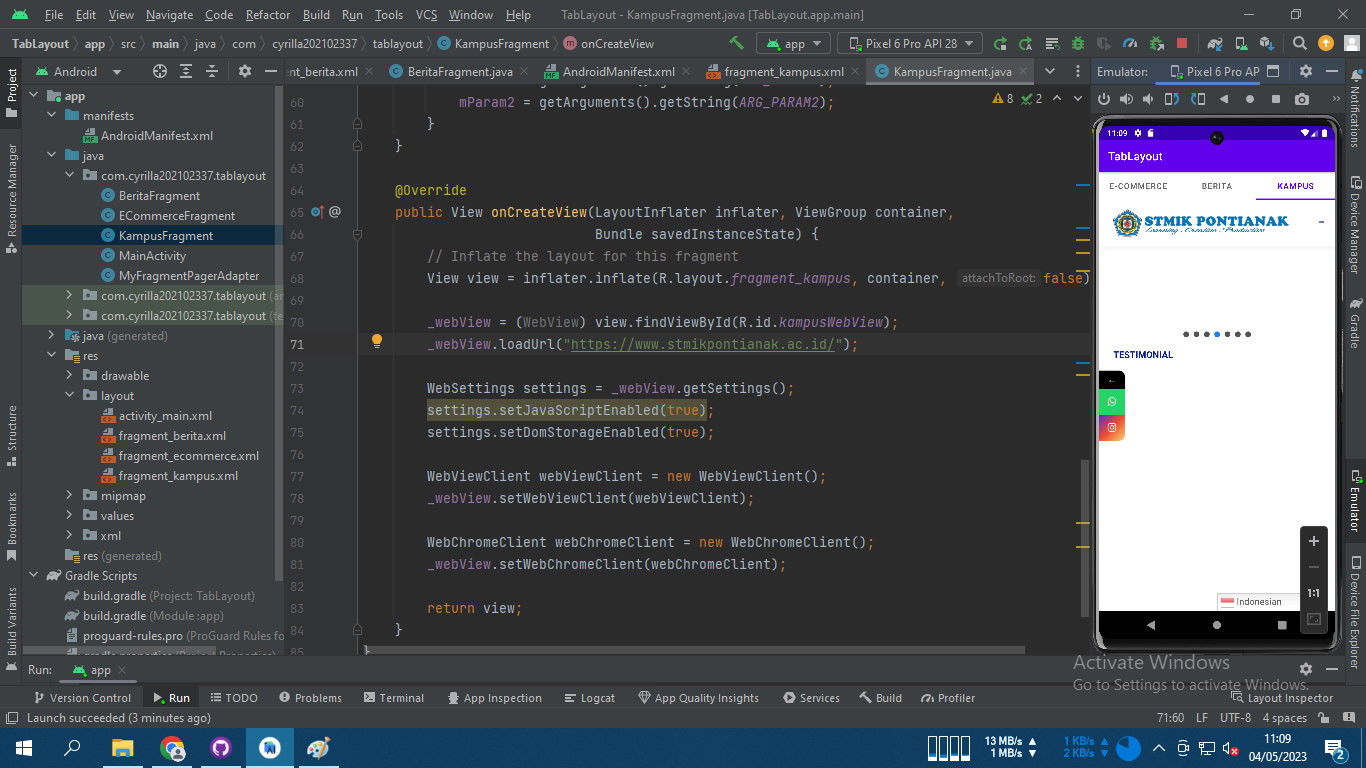 File Edit View Navigate Code Refactor Build Run Tools VCS Window Help TabLayout - KampusFragment.java [TabLayout.app.main]
TabLayout app src main java com cyrilla202102337 tablayout KampusFragment onCreateView app Pixel 6 Pro API 28
Project
Resource Manager
Structure
Bookmarks
Build Variants
Android
app
manifests
AndroidManifest.xml
java
com.cyrilla202102337.tablayout
BeritaFragment
ECommerceFragment
KampusFragment
MainActivity
MyFragmentPagerAdapter
com.cyrilla202102337.tablayout
com.cyrilla202102337.tablayout
java (generated)
res
drawable
layout
activity_main.xml
fragment_berita.xml
fragment_ecommerce.xml
fragment_kampus.xml
mipmap
values
xml
res (generated)
Gradle Scripts
build.gradle (Project: TabLayout)
build.gradle (Module :app)
proguard-rules.pro (ProGuard Rules fo
nt_berita.xml BeritaFragment.java AndroidManifest.xml fragment_kampus.xml KampusFragment.java
8 2
60 mParam2 = getArguments().getString(ARG_PARAM2);
61 }
62 }
63
64 @Override
65 @ public View onCreateView(LayoutInflater inflater, ViewGroup container,
66 Bundle savedInstanceState) {
67 // Inflate the layout for this fragment
68 View view = inflater.inflate(R.layout.fragment_kampus, container, attachToRoot: false)
69
70 _webView = (WebView) view.findViewById(R.id.kampusWebView);
71 _webView.loadUrl("https://www.stmikpontianak.ac.id/");
72
73 WebSettings settings = _webView.getSettings();
74 settings.setJavaScriptEnabled(true);
75 settings.setDomStorageEnabled(true);
76
77 WebViewClient webViewClient = new WebViewClient();
78 _webView.setWebViewClient(webViewClient);
79
80 WebChromeClient webChromeClient = new WebChromeClient();
81 _webView.setWebChromeClient(webChromeClient);
82
83 return view;
84 }
85 }
Emulator: Pixel 6 Pro AP
11:09
TabLayout
E-COMMERCE BERITA KAMPUS
STMIK PONTIANAK
Learning . Creation . Production
TESTIMONIAL
Indonesian
1:1
Notifications
Device Manager
Gradle
Emulator
Device File Explorer
Run: app
Activate Windows
Go to Settings to activate Windows.
Version Control Run TODO Problems Terminal App Inspection Logcat App Quality Insights Services Build Profiler Layout Inspector
Launch succeeded (3 minutes ago) 71:60 LF UTF-8 4 spaces
13 MB/s
1 MB/s
1 KB/s
2 KB/s
11:09
04/05/2023
2